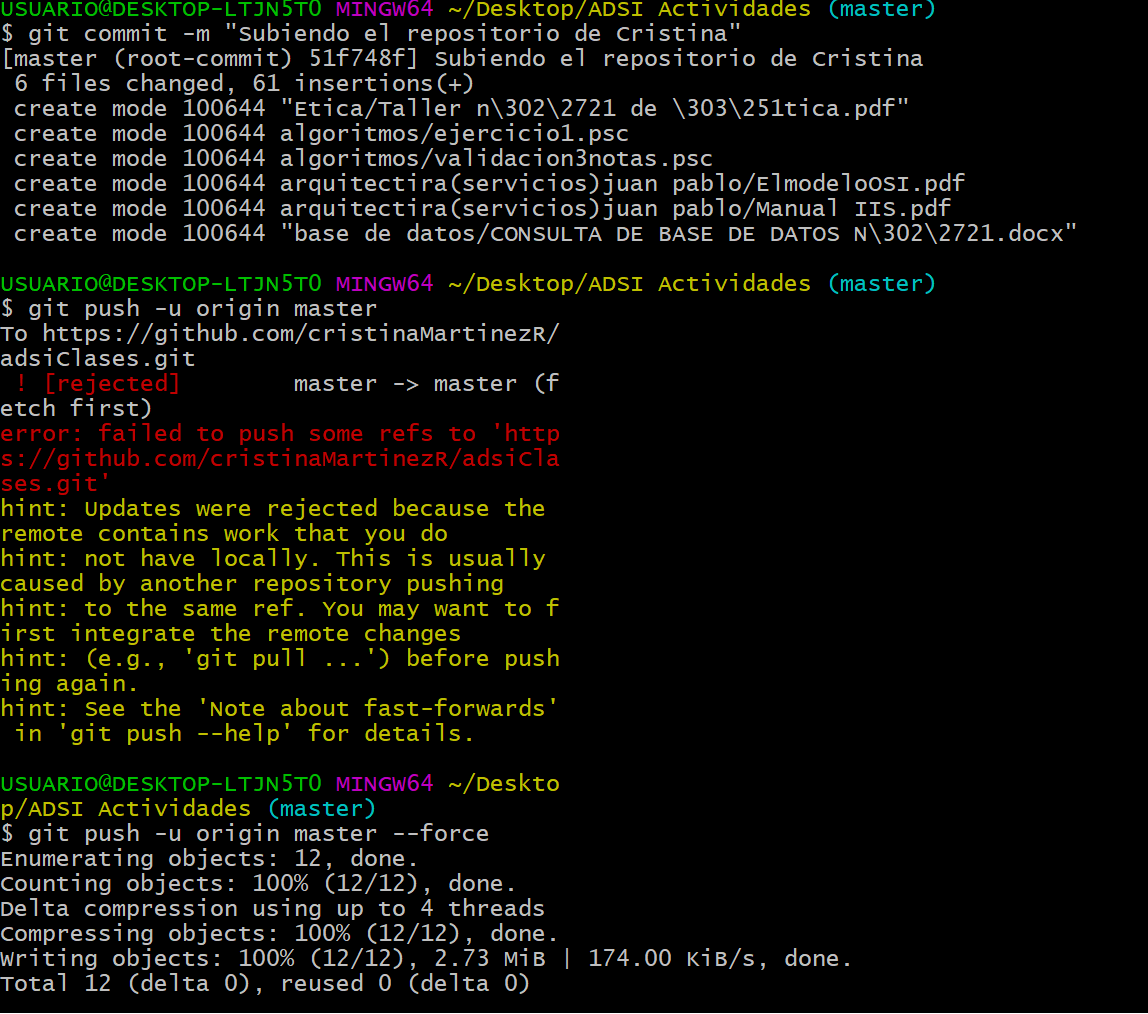 USUARIO@DESKTOP-LTJN5TO MINGW64 ~/Desktop/ADSI Actividades (master)
$ git commit -m "Subiendo el repositorio de Cristina"
[master (root-commit) 51f748f] Subiendo el repositorio de Cristina
 6 files changed, 61 insertions(+)
 create mode 100644 "Etica/Taller n\302\2721 de \303\251tica.pdf"
 create mode 100644 algoritmos/ejercicio1.psc
 create mode 100644 algoritmos/validacion3notas.psc
 create mode 100644 arquitectira(servicios)juan pablo/ElmodeloOSI.pdf
 create mode 100644 arquitectira(servicios)juan pablo/Manual IIS.pdf
 create mode 100644 "base de datos/CONSULTA DE BASE DE DATOS N\302\2721.docx"

USUARIO@DESKTOP-LTJN5TO MINGW64 ~/Desktop/ADSI Actividades (master)
$ git push -u origin master
To https://github.com/cristinaMartinezR/
adsiClases.git
 ! [rejected]        master -> master (f
etch first)
error: failed to push some refs to 'http
s://github.com/cristinaMartinezR/adsiCla
ses.git'
hint: Updates were rejected because the
remote contains work that you do
hint: not have locally. This is usually
caused by another repository pushing
hint: to the same ref. You may want to f
irst integrate the remote changes
hint: (e.g., 'git pull ...') before push
ing again.
hint: See the 'Note about fast-forwards'
 in 'git push --help' for details.

USUARIO@DESKTOP-LTJN5TO MINGW64 ~/Deskto
p/ADSI Actividades (master)
$ git push -u origin master --force
Enumerating objects: 12, done.
Counting objects: 100% (12/12), done.
Delta compression using up to 4 threads
Compressing objects: 100% (12/12), done.
Writing objects: 100% (12/12), 2.73 MiB | 174.00 KiB/s, done.
Total 12 (delta 0), reused 0 (delta 0)